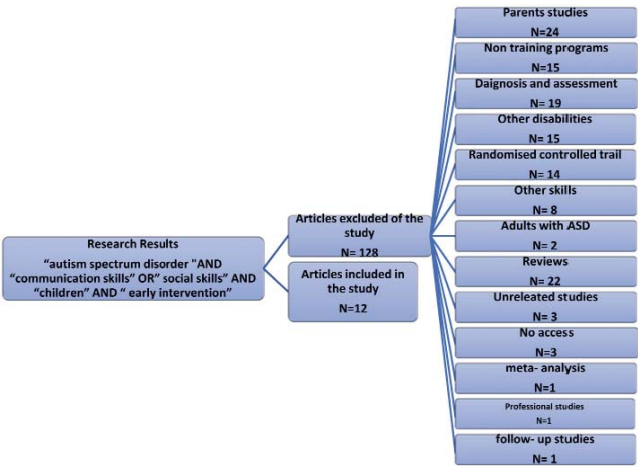 Research Results
“autism spectrum disorder "AND
“communication skills” OR” social skills” AND
“children” AND “ early intervention”
Articles excluded of the
study
N= 128
Articles included in
the study
N=12
Parents studies
N=24
Non training programs
N=15
Daignosis and assessment
N= 19
Other disabilities
N= 15
Randomised controlled trail
N= 14
Other skills
N= 8
Adults with ASD
N= 2
Reviews
N= 22
Unreleated studies
N= 3
No access
N=3
meta- analysis
N=1
Professional studies
N=1
follow- up studies
N= 1